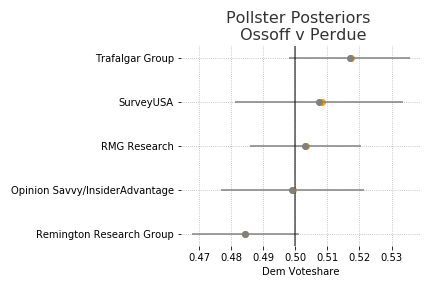 Pollster Posteriors
Ossoff v Perdue
Trafalgar Group
SurveyUSA
RMG Research
Opinion Savvy/InsiderAdvantage
Remington Research Group
0.47 0.48 0.49 0.50 0.51 0.52 0.53
Dem Voteshare